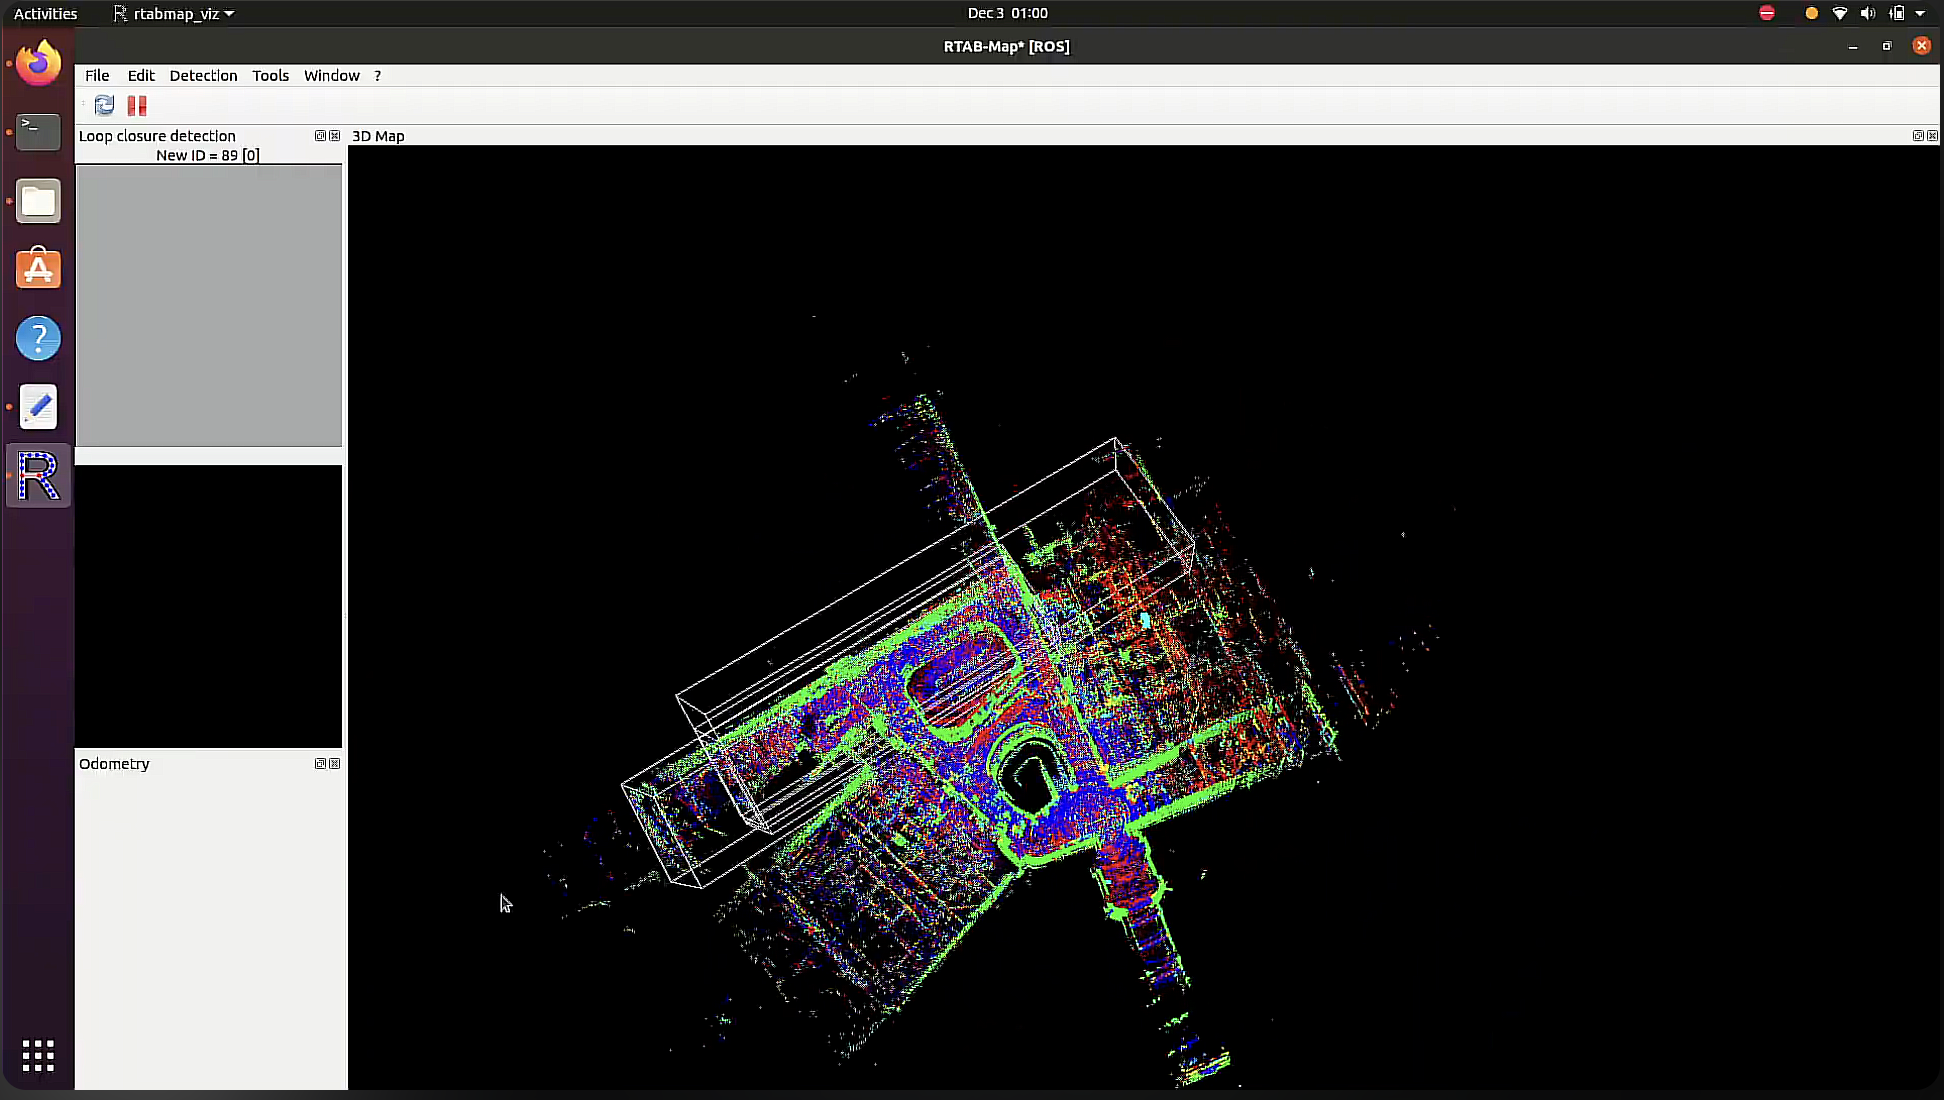 Activities rtabmap_viz Dec 3 01:00
RTAB-Map* [ROS]
File Edit Detection Tools Window ?
Loop closure detection
New ID = 89 [0]
3D Map
Odometry